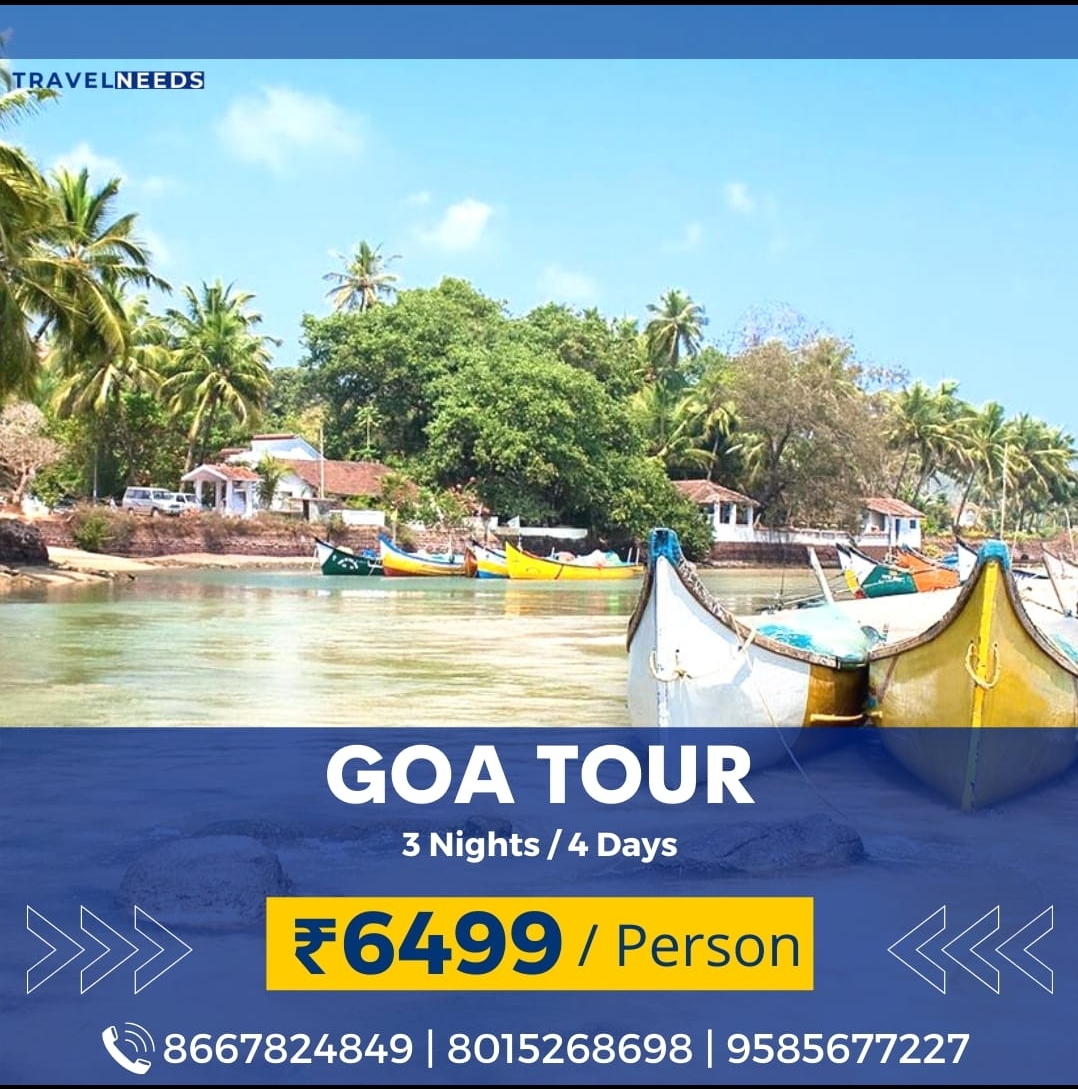 TRAVELNEEDS
GOA TOUR
3 Nights / 4 Days
₹6499 / Person
8667824849 | 8015268698 | 9585677227